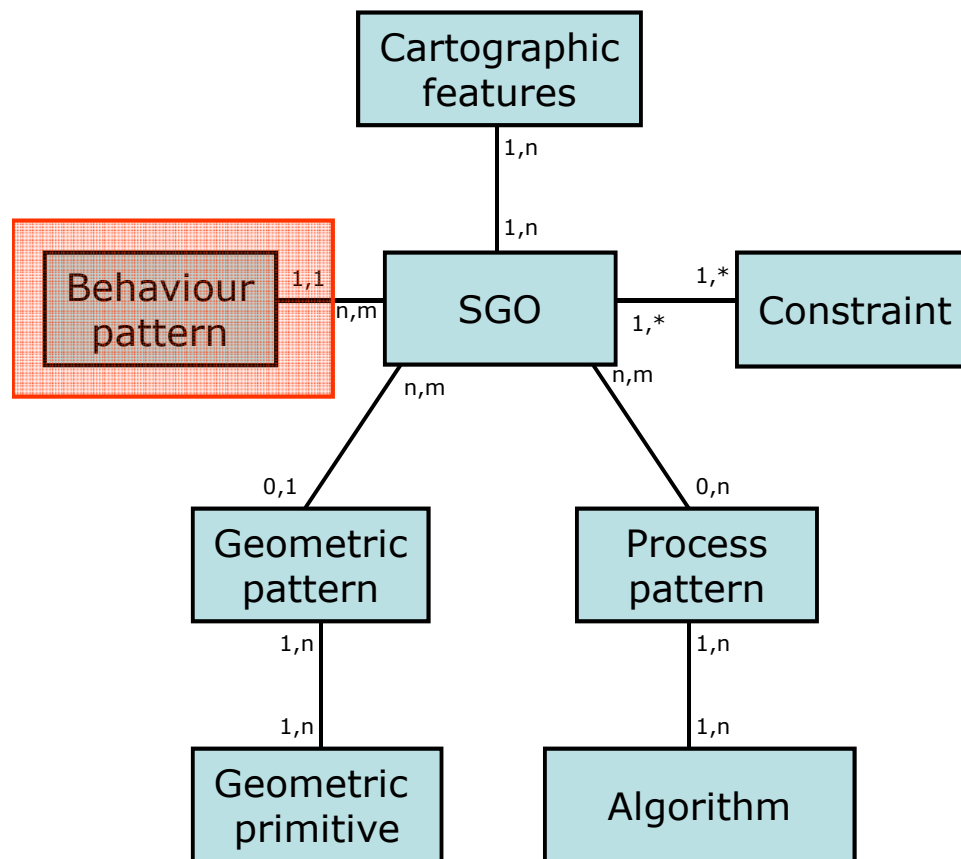 Cartographic
features
1,n
1,n
Behaviour
pattern
1,1
n,m
SGO
1,*
1,*
Constraint
n,m
n,m
0,1
0,n
Geometric
pattern
Process
pattern
1,n
1,n
1,n
1,n
Geometric
primitive
Algorithm